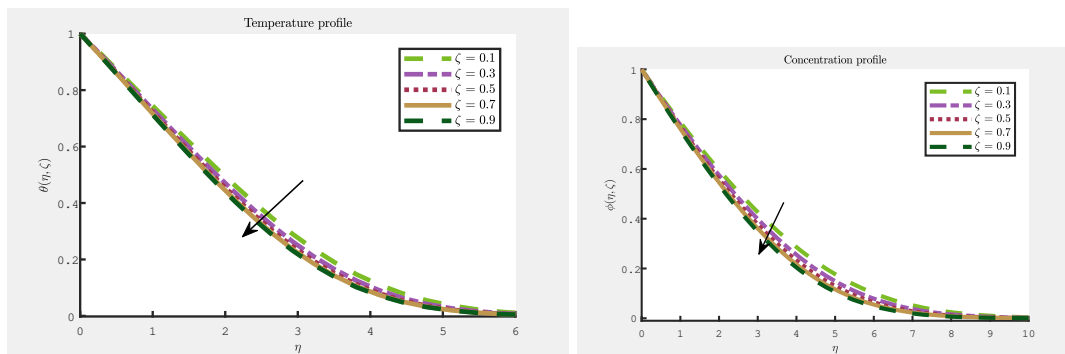 Temperature profile
1
0.8
0.6
0.4
0.2
0
θ(η, ζ)
0 1 2 3 4 5 6
η
ζ = 0.1
ζ = 0.3
ζ = 0.5
ζ = 0.7
ζ = 0.9
Concentration profile
1
0.8
0.6
0.4
0.2
0
ϕ(η, ζ)
0 1 2 3 4 5 6 7 8 9 10
η
ζ = 0.1
ζ = 0.3
ζ = 0.5
ζ = 0.7
ζ = 0.9